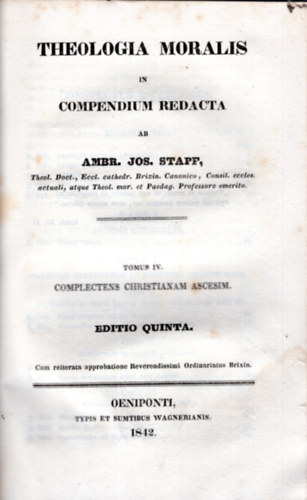 THEOLOGIA MORALIS
IN
COMPENDIUM REDACTA
AB
AMBR. JOS. STAPF,
Theol. Doct., Eccl. cathedr. Brixin. Canonico, Consil. eccles.
actuali, atque Theol. mor. et Paedag. Professore emerito.
TOMUS IV.
COMPLECTENS CHRISTIANAM ASCESIM.
EDITIO QUINTA.
Cum reiterata approbatione Reverendissimi Ordinariatus Brixin.
OENIPONTI,
TYPIS ET SUMTIBUS WAGNERIANIS.
1842.